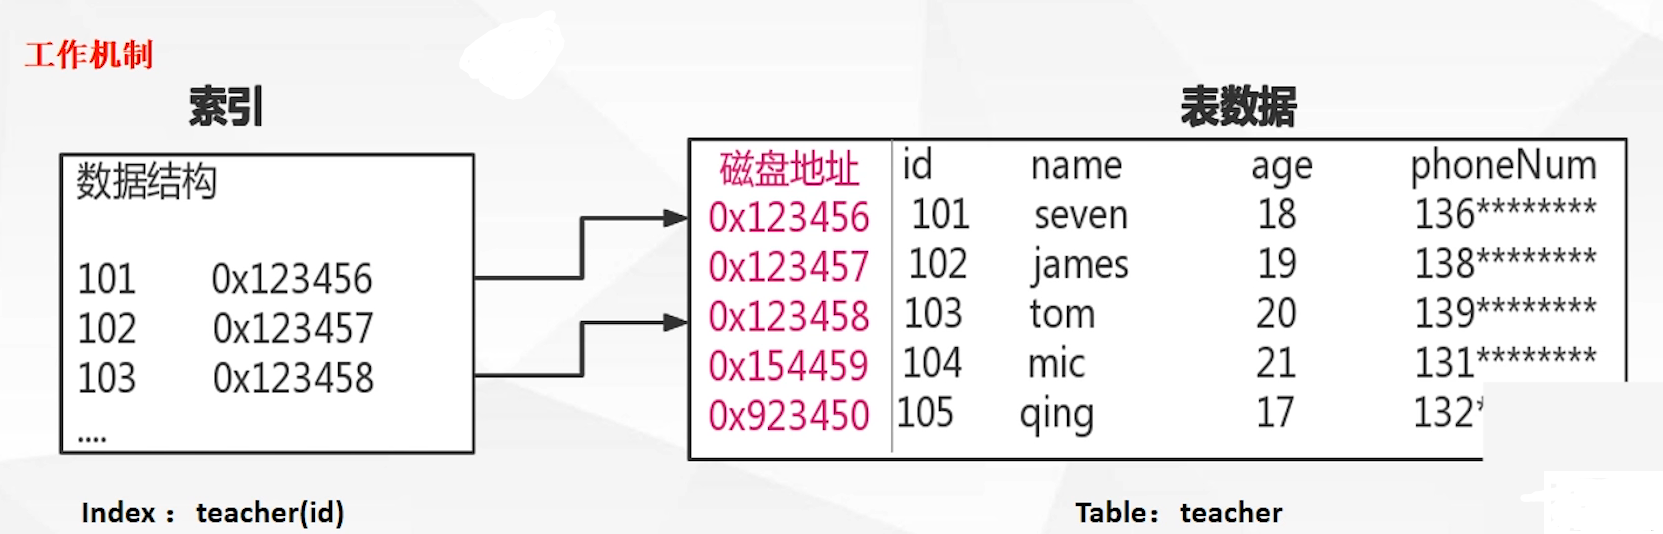 工作机制
索引
数据结构
101 0x123456
102 0x123457
103 0x123458
....
Index： teacher(id)
表数据
磁盘地址 id name age phoneNum
0x123456 101 seven 18 136********
0x123457 102 james 19 138********
0x123458 103 tom 20 139********
0x154459 104 mic 21 131********
0x923450 105 qing 17 132*
Table： teacher